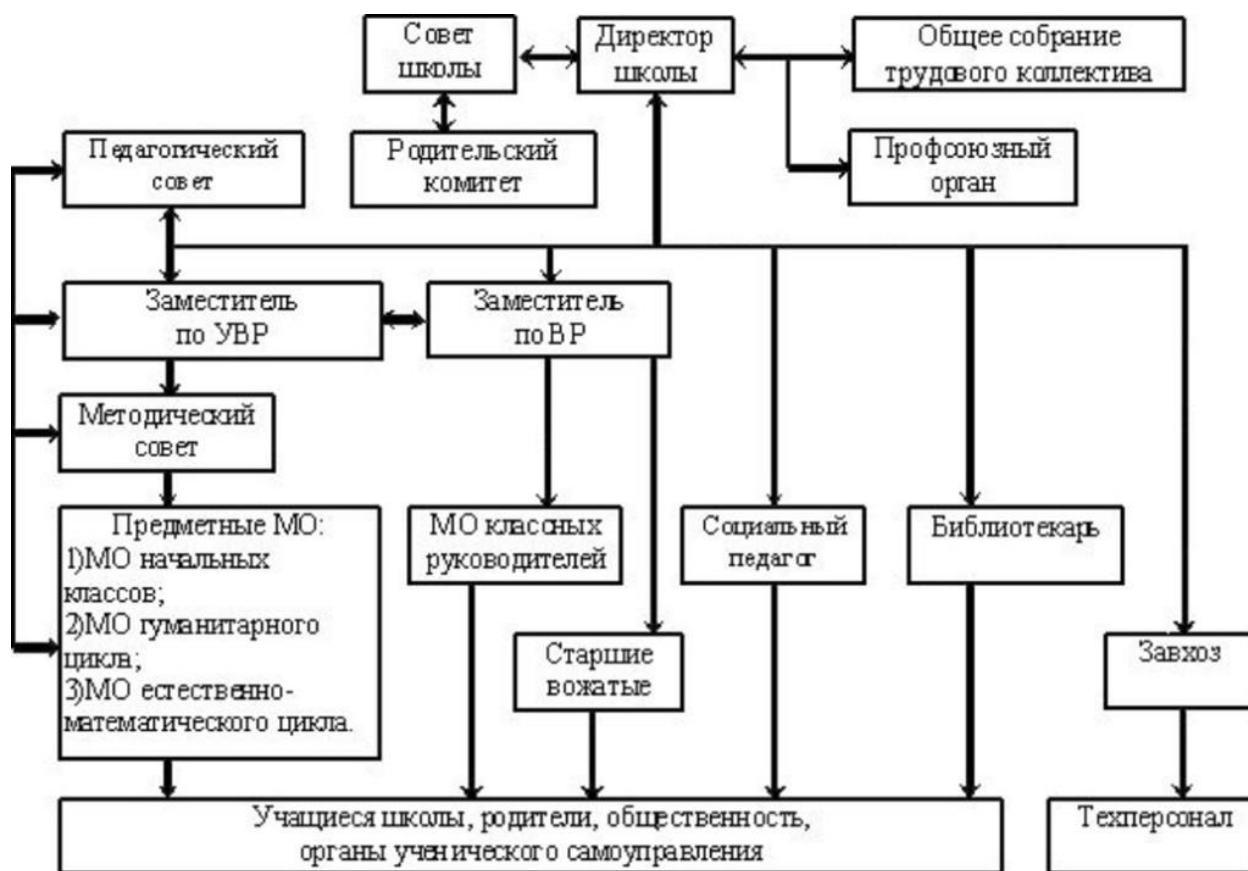 Совет
школы
Директор
школы
Общее собрание
трудового коллектива
Педагогический
совет
Родительский
комитет
Профсоюзный
орган
Заместитель
по УВР
Заместитель
по ВР
Методический
совет
Предметные МО:
1)МО начальных
классов;
2)МО гуманитарного
цикла;
3)МО естественно-
математического цикла.
МО классных
руководителей
Социальный
педагог
Библиотекарь
Старшие
вожатые
Завхоз
Учащиеся школы, родители, общественность,
органы ученического самоуправления
Техперсонал